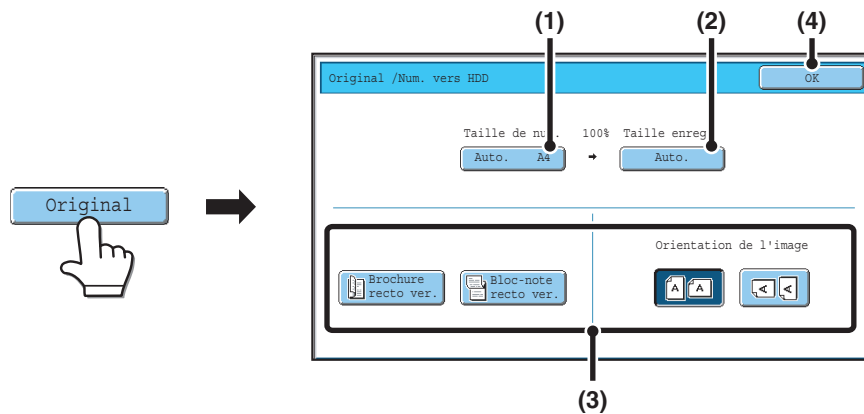 (1)
(2)
(4)
Original /Num. vers HDD
OK
Taille de nu
100%
Taille enreg
Auto.
A4
Auto.
Original
Orientation de l'image
Brochure
recto ver.
Bloc-note
recto ver.
A
A
A
A
(3)